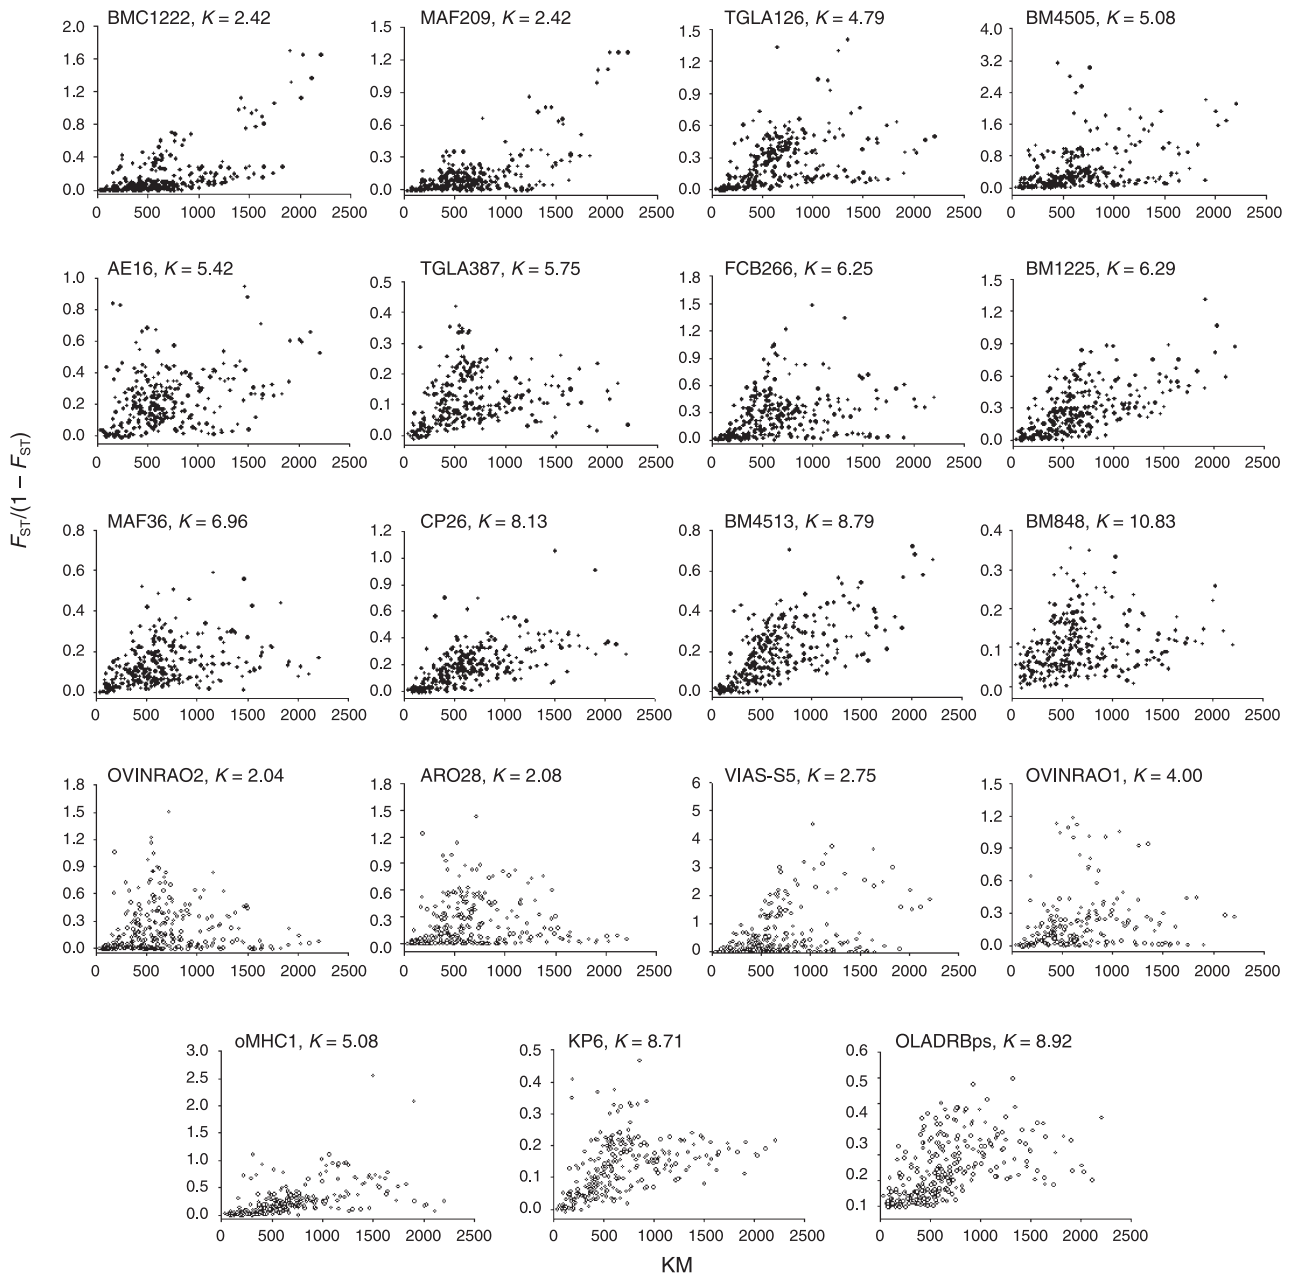 BMC1222, K = 2.42
2.0
1.6
1.2
0.8
0.4
0.0
0 500 1000 1500 2000 2500
MAF209, K = 2.42
1.5
1.2
0.9
0.6
0.3
0.0
0 500 1000 1500 2000 2500
TGLA126, K = 4.79
1.5
1.2
0.9
0.6
0.3
0.0
0 500 1000 1500 2000 2500
BM4505, K = 5.08
4.0
3.2
2.4
1.6
0.8
0.0
0 500 1000 1500 2000 2500
AE16, K = 5.42
1.0
0.8
0.6
0.4
0.2
0.0
0 500 1000 1500 2000 2500
TGLA387, K = 5.75
0.5
0.4
0.3
0.2
0.1
0.0
0 500 1000 1500 2000 2500
FCB266, K = 6.25
1.8
1.5
1.2
0.9
0.6
0.3
0.0
0 500 1000 1500 2000 2500
BM1225, K = 6.29
1.5
1.2
0.9
0.6
0.3
0.0
0 500 1000 1500 2000 2500
FST/(1 − FST)
MAF36, K = 6.96
0.8
0.6
0.4
0.2
0.0
0 500 1000 1500 2000 2500
CP26, K = 8.13
1.2
1.0
0.8
0.6
0.4
0.2
0.0
0 500 1000 1500 2000 2500
BM4513, K = 8.79
0.8
0.6
0.4
0.2
0.0
0 500 1000 1500 2000 2500
BM848, K = 10.83
0.4
0.3
0.2
0.1
0.0
0 500 1000 1500 2000 2500
OVINRAO2, K = 2.04
1.8
1.5
1.2
0.9
0.6
0.3
0.0
0 500 1000 1500 2000 2500
ARO28, K = 2.08
1.8
1.5
1.2
0.9
0.6
0.3
0.0
0 500 1000 1500 2000 2500
VIAS-S5, K = 2.75
6
5
4
3
2
1
0
0 500 1000 1500 2000 2500
OVINRAO1, K = 4.00
1.5
1.2
0.9
0.6
0.3
0.0
0 500 1000 1500 2000 2500
oMHC1, K = 5.08
3.0
2.5
2.0
1.5
1.0
0.5
0.0
0 500 1000 1500 2000 2500
KP6, K = 8.71
0.5
0.4
0.3
0.2
0.1
0.0
0 500 1000 1500 2000 2500
OLADRBps, K = 8.92
0.6
0.5
0.4
0.3
0.2
0.1
0 500 1000 1500 2000 2500
KM